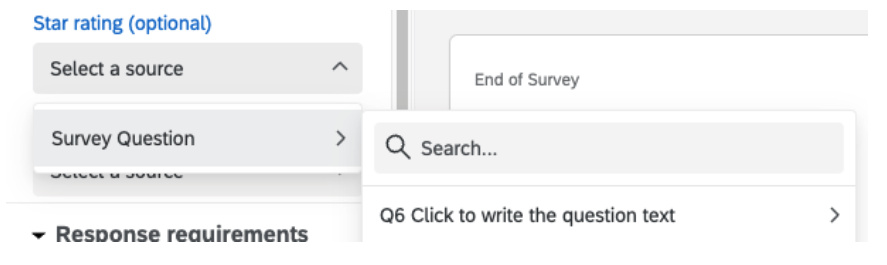 Star rating (optional)
Select a source
End of Survey
Survey Question
Search...
Select a source
Q6 Click to write the question text
Response requirements